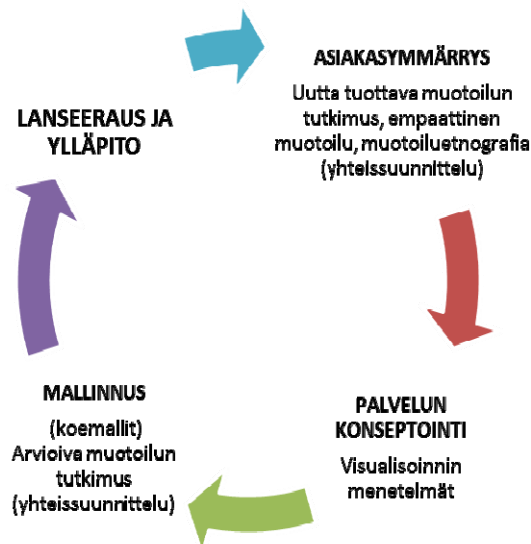 LANSEERAUS JA
YLLÄPITO
ASIAKASYMMÄRRYS
Uutta tuottava muotoilun
tutkimus, empaattinen
muotoilu, muotoiluetnografia
(yhteissuunnittelu)
PALVELUN
KONSEPTOINTI
Visualisoinnin
menetelmät
MALLINNUS
(koemallit)
Arvioiva muotoilun
tutkimus
(yhteissuunnittelu)